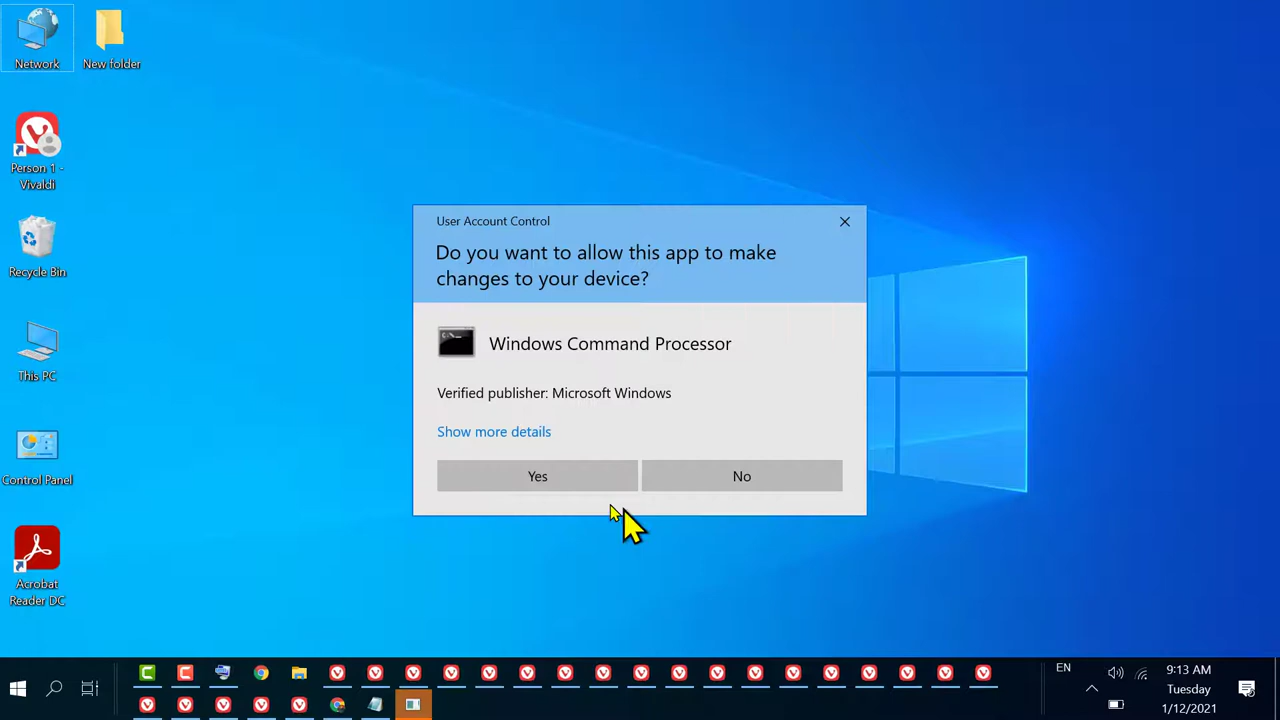 Network
New folder
Person 1 -
Vivaldi
Recycle Bin
This PC
Control Panel
Acrobat
Reader DC
User Account Control
Do you want to allow this app to make
changes to your device?
Windows Command Processor
Verified publisher: Microsoft Windows
Show more details
Yes
No
EN
9:13 AM
Tuesday
1/12/2021